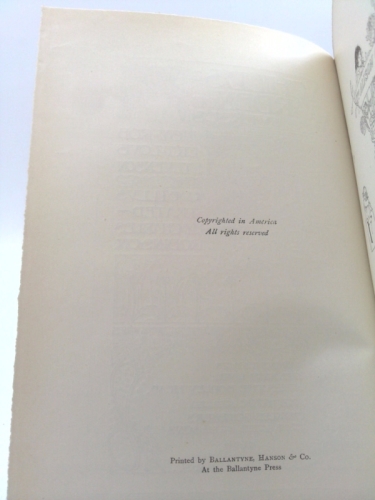 Copyrighted in America
All rights reserved
Printed by BALLANTYNE, HANSON & Co.
At the Ballantyne Press